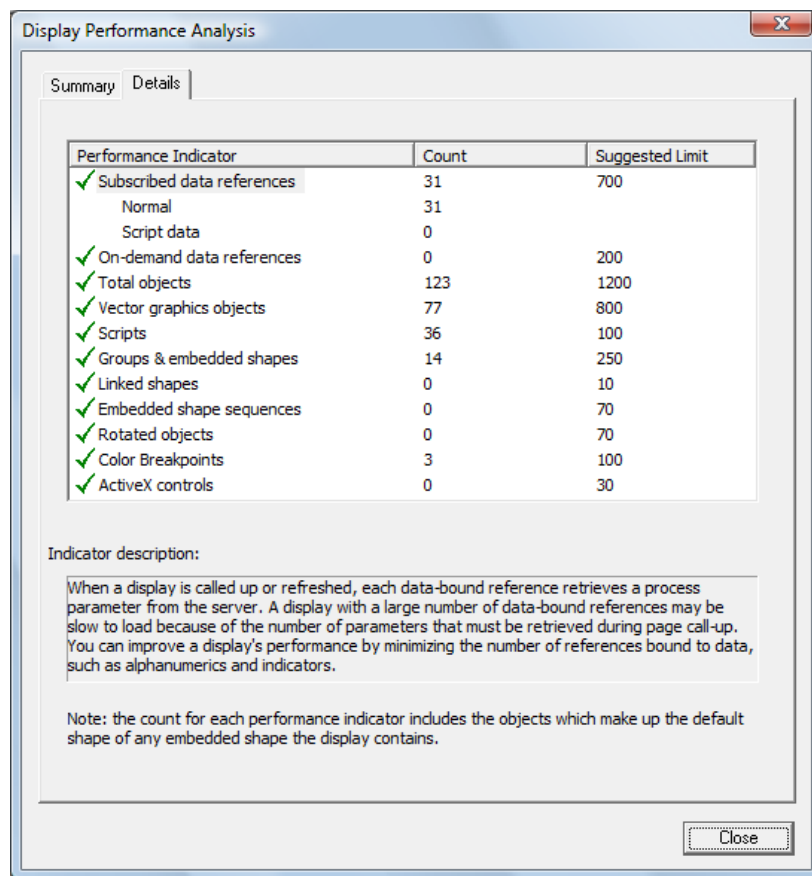 Display Performance Analysis
Summary Details
Performance Indicator Count Suggested Limit
Subscribed data references 31 700
Normal 31
Script data 0
On-demand data references 0 200
Total objects 123 1200
Vector graphics objects 77 800
Scripts 36 100
Groups & embedded shapes 14 250
Linked shapes 0 10
Embedded shape sequences 0 70
Rotated objects 0 70
Color Breakpoints 3 100
ActiveX controls 0 30
Indicator description:
When a display is called up or refreshed, each data-bound reference retrieves a process
parameter from the server. A display with a large number of data-bound references may be
slow to load because of the number of parameters that must be retrieved during page call-up.
You can improve a display's performance by minimizing the number of references bound to data,
such as alphanumerics and indicators.
Note: the count for each performance indicator includes the objects which make up the default
shape of any embedded shape the display contains.
Close